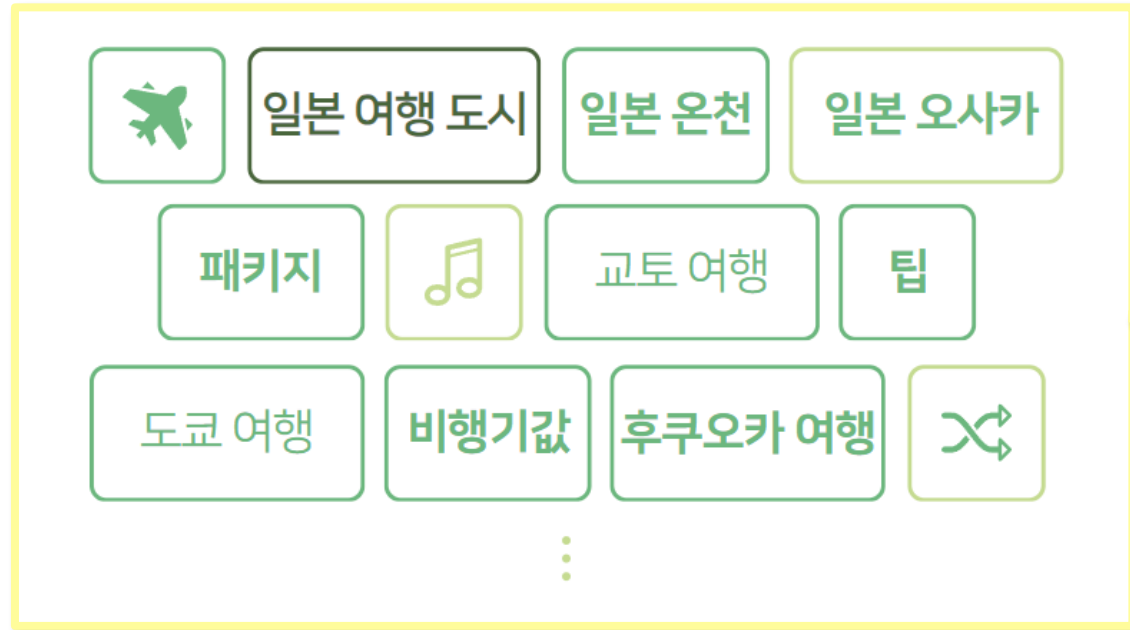 일본 여행 도시 일본 온천 일본 오사카
패키지 교토 여행 팁
도쿄 여행 비행기값 후쿠오카 여행